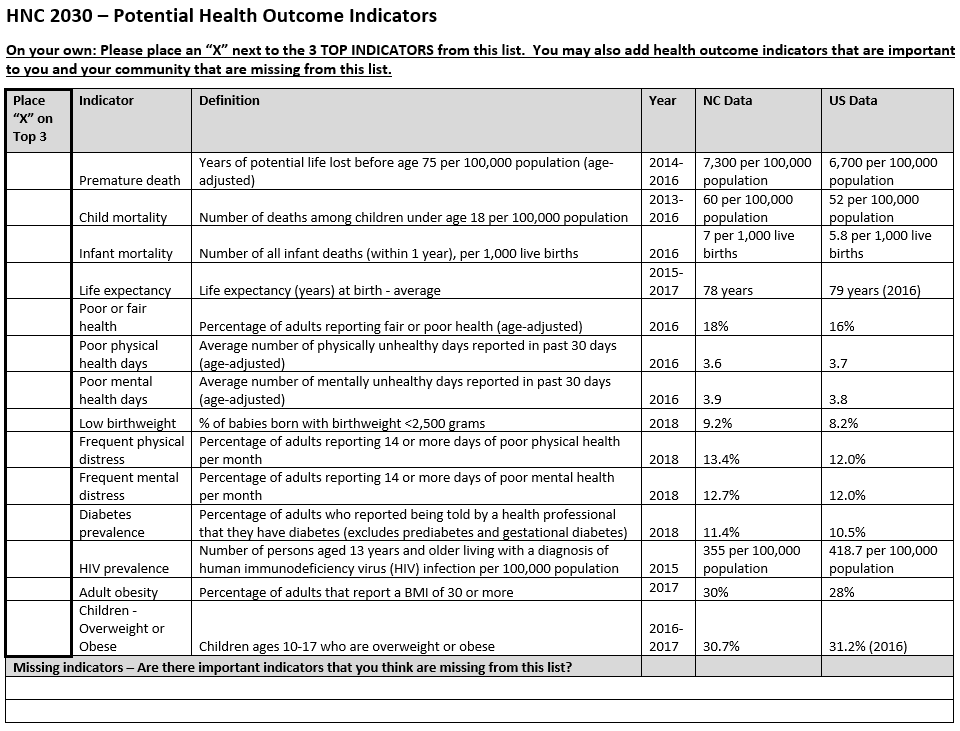 HNC 2030 – Potential Health Outcome Indicators
On your own: Please place an “X” next to the 3 TOP INDICATORS from this list.  You may also add health outcome indicators that are important
to you and your community that are missing from this list.
Place “X” on Top 3 Indicator Definition Year NC Data US Data
Premature death Years of potential life lost before age 75 per 100,000 population (age-adjusted) 2014-2016 7,300 per 100,000 population 6,700 per 100,000 population
Child mortality Number of deaths among children under age 18 per 100,000 population 2013-2016 60 per 100,000 population 52 per 100,000 population
Infant mortality Number of all infant deaths (within 1 year), per 1,000 live births 2016 7 per 1,000 live births 5.8 per 1,000 live births
Life expectancy Life expectancy (years) at birth - average 2015-2017 78 years 79 years (2016)
Poor or fair health Percentage of adults reporting fair or poor health (age-adjusted) 2016 18% 16%
Poor physical health days Average number of physically unhealthy days reported in past 30 days (age-adjusted) 2016 3.6 3.7
Poor mental health days Average number of mentally unhealthy days reported in past 30 days (age-adjusted) 2016 3.9 3.8
Low birthweight % of babies born with birthweight <2,500 grams 2018 9.2% 8.2%
Frequent physical distress Percentage of adults reporting 14 or more days of poor physical health per month 2018 13.4% 12.0%
Frequent mental distress Percentage of adults reporting 14 or more days of poor mental health per month 2018 12.7% 12.0%
Diabetes prevalence Percentage of adults who reported being told by a health professional that they have diabetes (excludes prediabetes and gestational diabetes) 2018 11.4% 10.5%
HIV prevalence Number of persons aged 13 years and older living with a diagnosis of human immunodeficiency virus (HIV) infection per 100,000 population 2015 355 per 100,000 population 418.7 per 100,000 population
Adult obesity Percentage of adults that report a BMI of 30 or more 2017 30% 28%
Children - Overweight or Obese Children ages 10-17 who are overweight or obese 2016-2017 30.7% 31.2% (2016)
Missing indicators – Are there important indicators that you think are missing from this list?